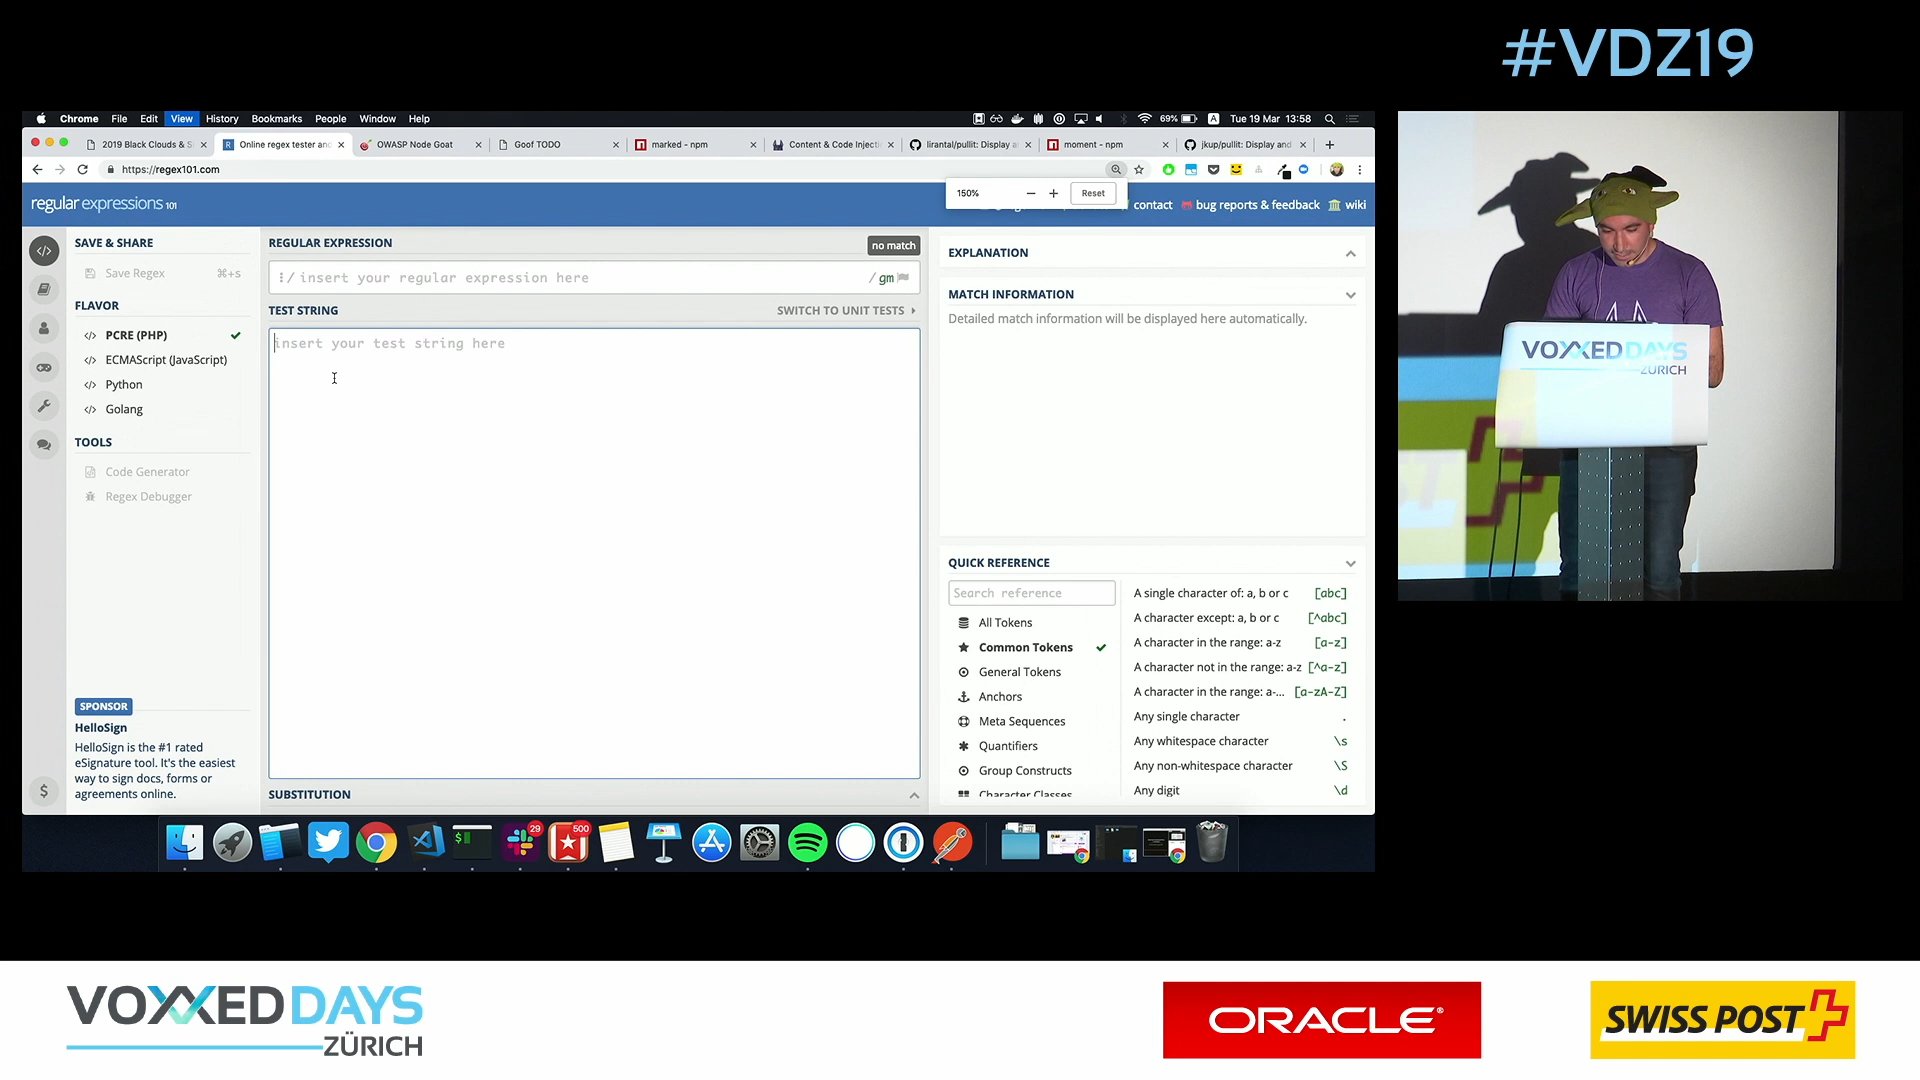 #VDZ19
Chrome File Edit View History Bookmarks People Window Help
69% A Tue 19 Mar 13:58
2019 Black Clouds & S
Online regex tester and
OWASP Node Goat
Goof TODO
marked - npm
Content & Code Injecti
lirantal/pullit: Display a
moment - npm
jkup/pullit: Display and
https://regex101.com
150% − + Reset
regular expressions 101
contact bug reports & feedback wiki
SAVE & SHARE
Save Regex ⌘+s
FLAVOR
PCRE (PHP)
ECMAScript (JavaScript)
Python
Golang
TOOLS
Code Generator
Regex Debugger
SPONSOR
HelloSign
HelloSign is the #1 rated
eSignature tool. It's the easiest
way to sign docs, forms or
agreements online.
REGULAR EXPRESSION
no match
/ insert your regular expression here / gm
TEST STRING
SWITCH TO UNIT TESTS
insert your test string here
SUBSTITUTION
EXPLANATION
MATCH INFORMATION
Detailed match information will be displayed here automatically.
QUICK REFERENCE
Search reference
All Tokens
Common Tokens
General Tokens
Anchors
Meta Sequences
Quantifiers
Group Constructs
Character Classes
A single character of: a, b or c [abc]
A character except: a, b or c [^abc]
A character in the range: a-z [a-z]
A character not in the range: a-z [^a-z]
A character in the range: a-... [a-zA-Z]
Any single character .
Any whitespace character \s
Any non-whitespace character \S
Any digit \d
29
500
VOXXED DAYS
ZÜRICH
VOXXED DAYS
ZÜRICH
ORACLE®
SWISS POST